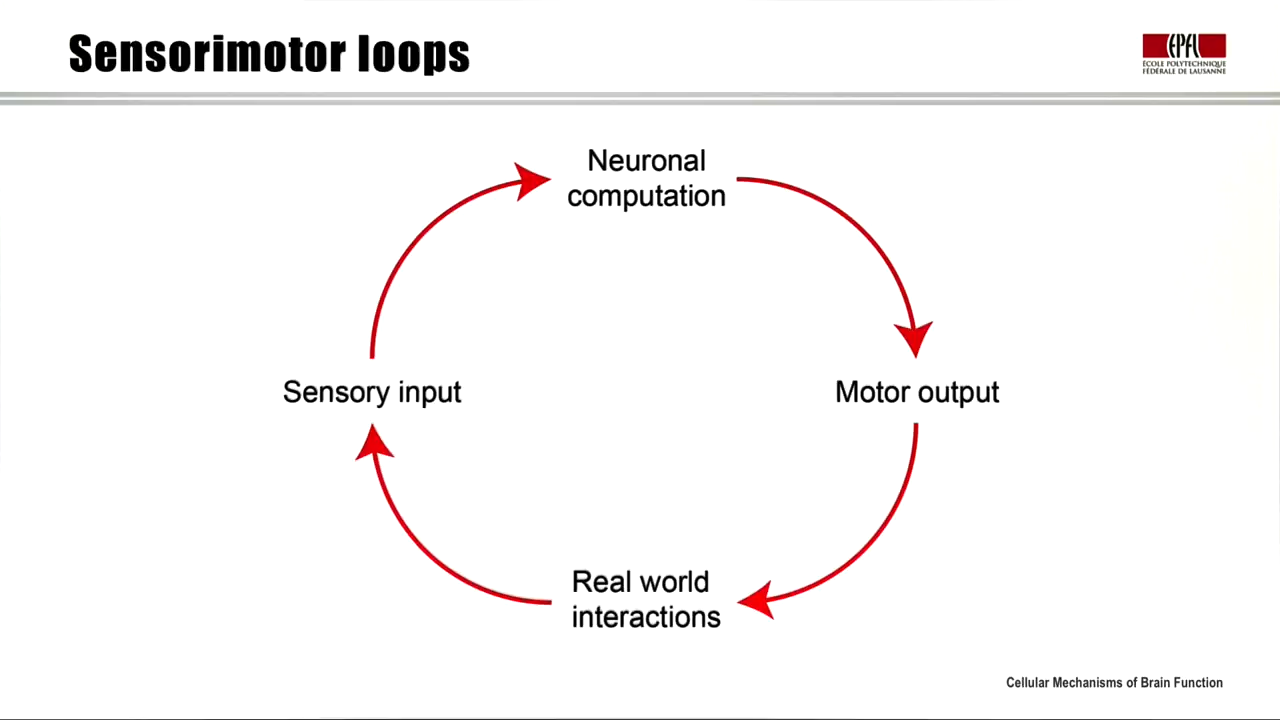 Sensorimotor loops
EPFL
ÉCOLE POLYTECHNIQUE
FÉDÉRALE DE LAUSANNE
Neuronal
computation
Sensory input
Motor output
Real world
interactions
Cellular Mechanisms of Brain Function